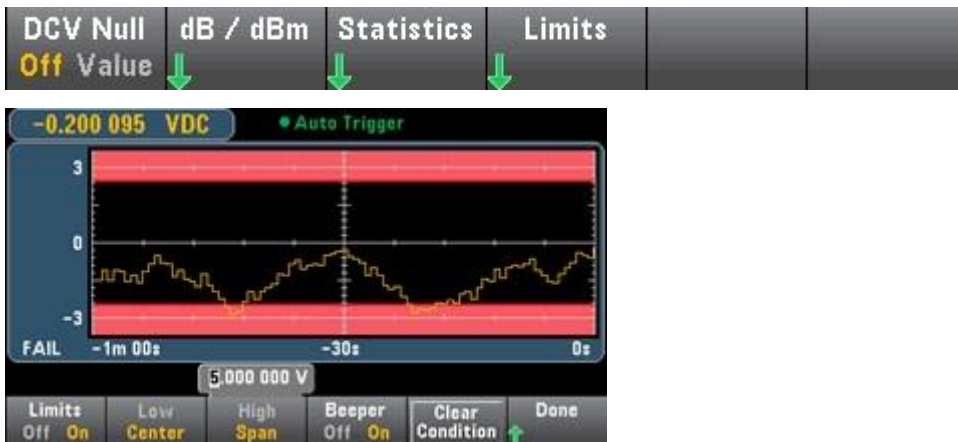 DCV Null dB / dBm Statistics Limits
Off Value
-0.200 095 VDC Auto Trigger
3
0
-3
FAIL -1m 00s -30s 0s
5.000 000 V
Limits Low High Beeper Clear Done
Off On Center Span Off On Condition